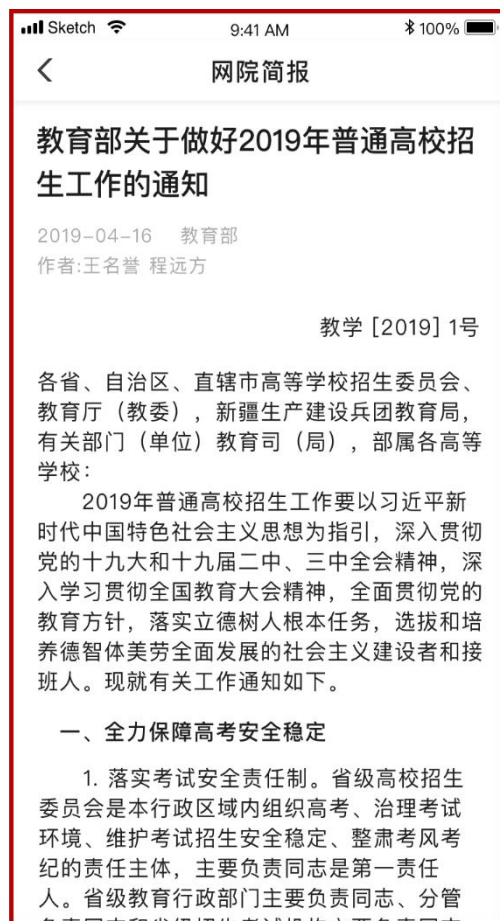 Sketch 9:41 AM 100%
网院简报
教育部关于做好2019年普通高校招
生工作的通知
2019-04-16 教育部
作者:王名誉 程远方
教学 [2019] 1号
各省、自治区、直辖市高等学校招生委员会、
教育厅（教委），新疆生产建设兵团教育局，
有关部门（单位）教育司（局），部属各高等
学校：
2019年普通高校招生工作要以习近平新
时代中国特色社会主义思想为指引，深入贯彻
党的十九大和十九届二中、三中全会精神，深
入学习贯彻全国教育大会精神，全面贯彻党的
教育方针，落实立德树人根本任务，选拔和培
养德智体美劳全面发展的社会主义建设者和接
班人。现就有关工作通知如下。
一、全力保障高考安全稳定
1. 落实考试安全责任制。省级高校招生
委员会是本行政区域内组织高考、治理考试
环境、维护考试招生安全稳定、整肃考风考
纪的责任主体，主要负责同志是第一责任
人。省级教育行政部门主要负责同志、分管